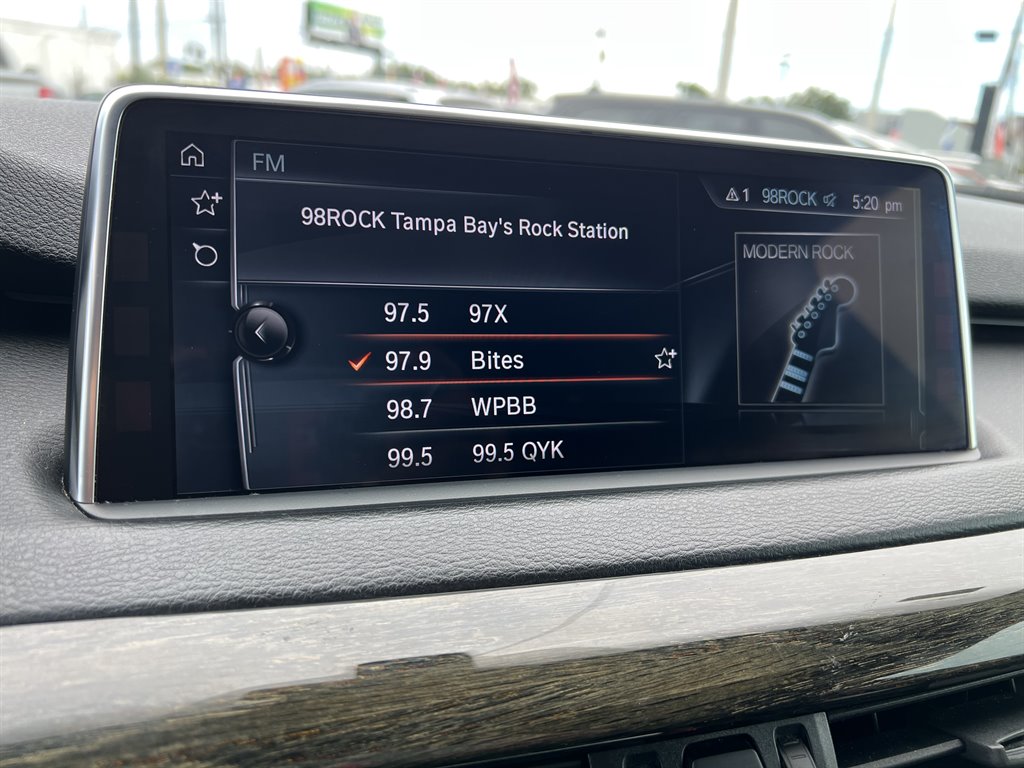 FM
1 98ROCK 5:20 pm
98ROCK Tampa Bay's Rock Station
MODERN ROCK
97.5 97X
97.9 Bites
98.7 WPBB
99.5 99.5 QYK